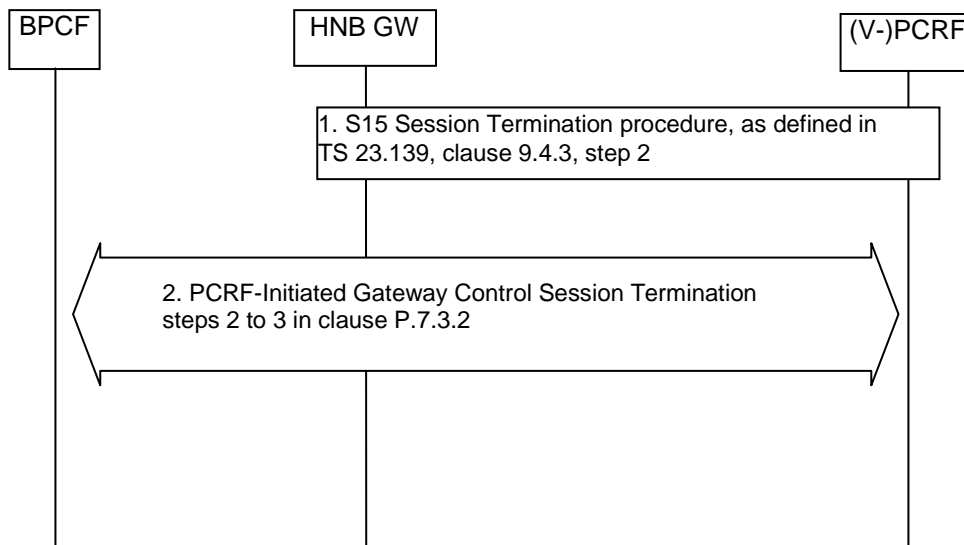 BPCF
HNB GW
(V-)PCRF
1. S15 Session Termination procedure, as defined in
TS 23.139, clause 9.4.3, step 2
2. PCRF-Initiated Gateway Control Session Termination
steps 2 to 3 in clause P.7.3.2